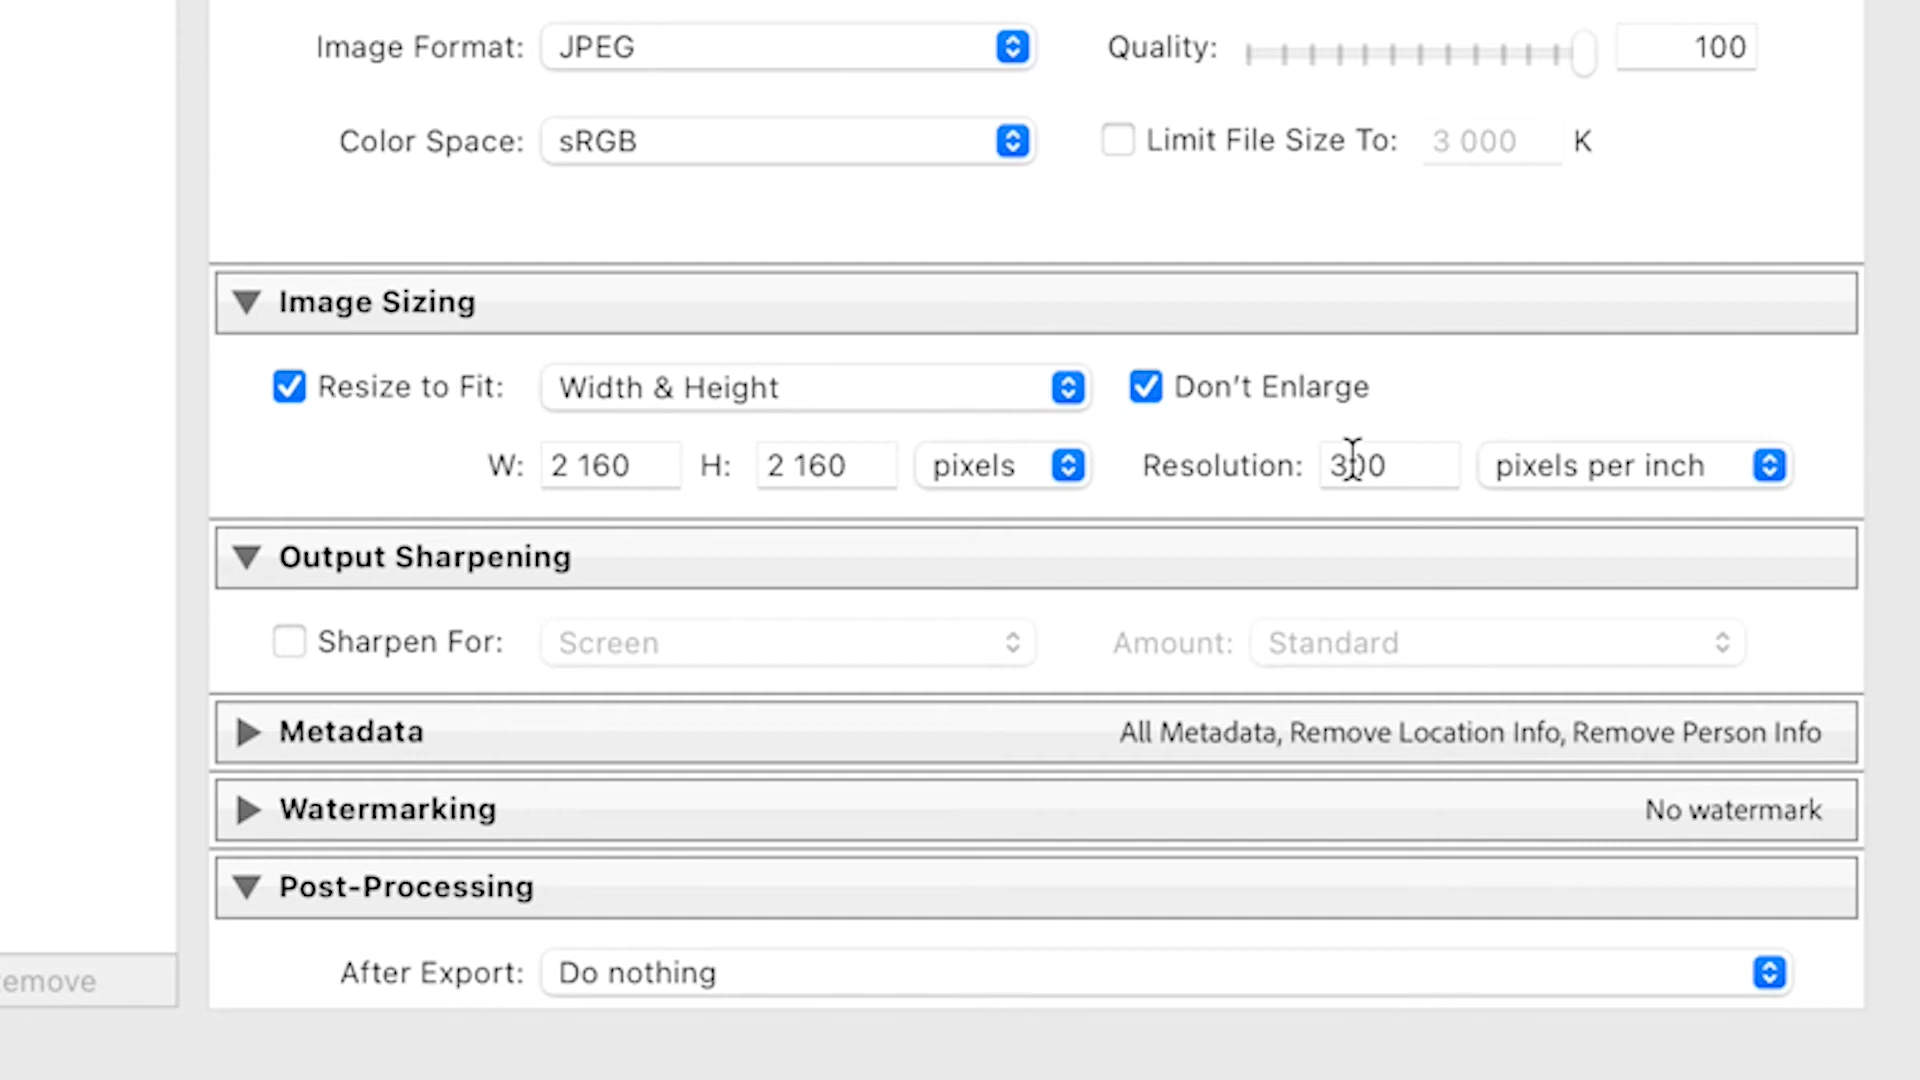 Image Format: JPEG Quality: 100
Color Space: sRGB Limit File Size To: 3 000 K
Image Sizing
Resize to Fit: Width & Height Don't Enlarge
W: 2 160 H: 2 160 pixels Resolution: 300 pixels per inch
Output Sharpening
Sharpen For: Screen Amount: Standard
Metadata All Metadata, Remove Location Info, Remove Person Info
Watermarking No watermark
Post-Processing
After Export: Do nothing
emove